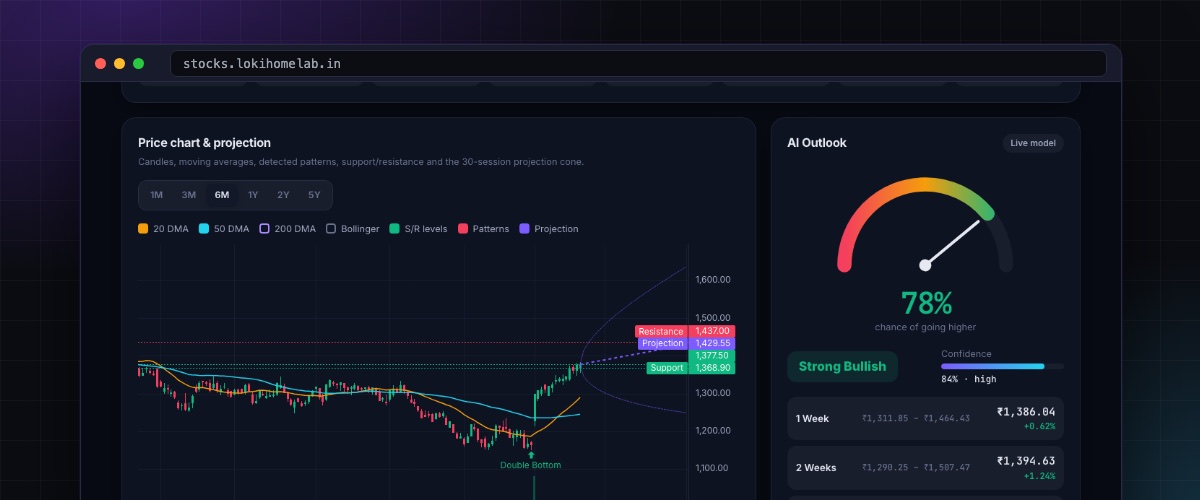 stocks.lokihomelab.in
Price chart & projection
Candles, moving averages, detected patterns, support/resistance and the 30-session projection cone.
1M 3M 6M 1Y 2Y 5Y
20 DMA 50 DMA 200 DMA Bollinger S/R levels Patterns Projection
1,600.00
1,500.00
Resistance 1,437.00
Projection 1,429.55
1,377.50
Support 1,368.90
1,300.00
1,200.00
Double Bottom
1,100.00
AI Outlook
Live model
78%
chance of going higher
Strong Bullish
Confidence
84% · high
1 Week ₹1,311.85 – ₹1,464.43 ₹1,386.04
+0.62%
2 Weeks ₹1,290.25 – ₹1,507.47 ₹1,394.63
+1.24%